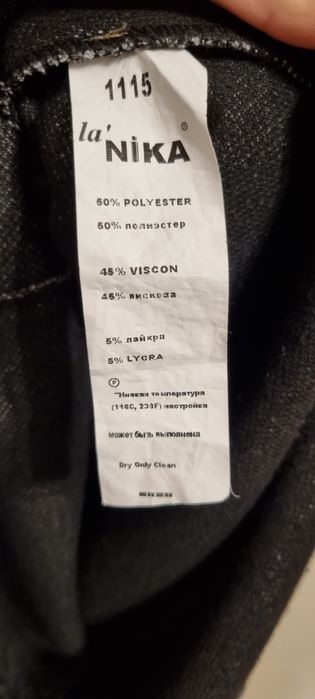 1115
la' NiKA ®
50% POLYESTER
50% полиэстер
45% VISCON
45% вискоза
5% лайкра
5% LYCRA
P
"Низкая температура
(110C, 230F) настройка
может быть выполнена
Dry Only Clean